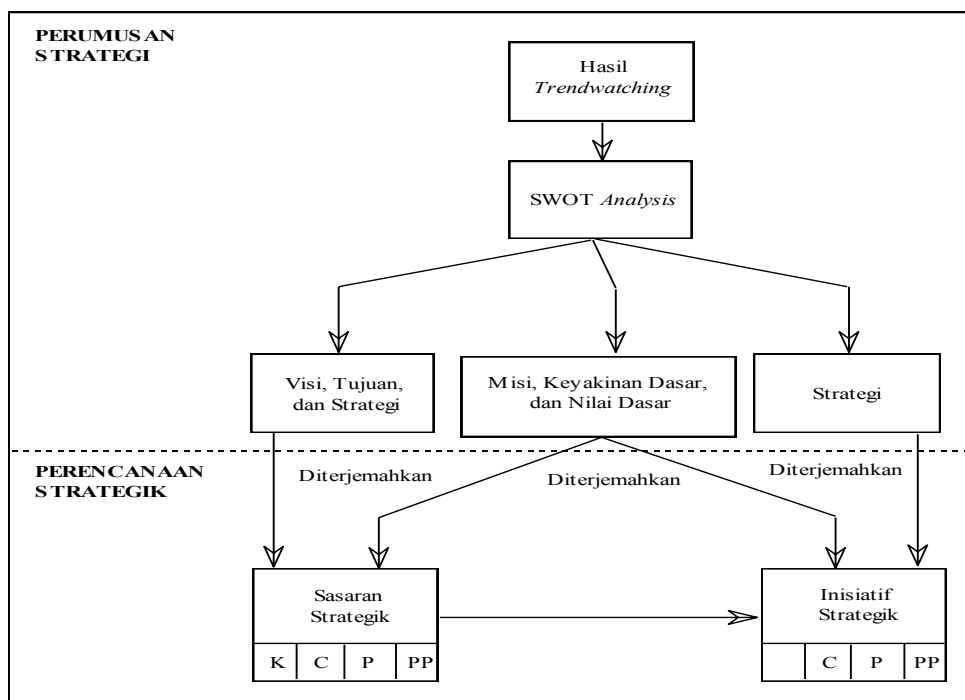 PERUMUSAN
STRATEGI
Hasil
Trendwatching
SWOT Analysis
Visi, Tujuan,
dan Strategi
Misi, Keyakinan Dasar,
dan Nilai Dasar
Strategi
PERENCANAAN
STRATEGIK
Diterjemahkan
Diterjemahkan
Diterjemahkan
Sasaran
Strategik
K C P PP
Inisiatif
Strategik
C P PP